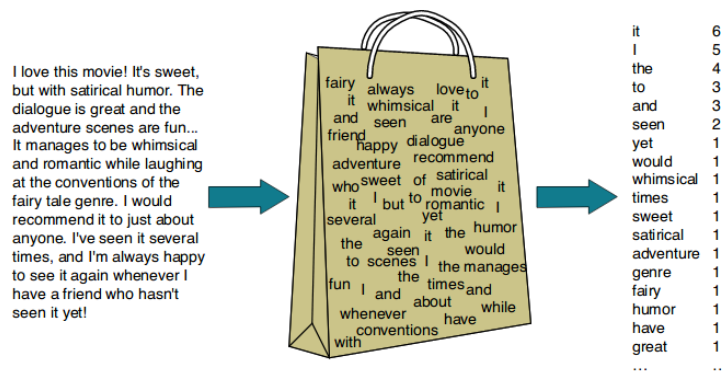 I love this movie! It's sweet,
but with satirical humor. The
dialogue is great and the
adventure scenes are fun...
It manages to be whimsical
and romantic while laughing
at the conventions of the
fairy tale genre. I would
recommend it to just about
anyone. I've seen it several
times, and I'm always happy
to see it again whenever I
have a friend who hasn't
seen it yet!
fairy always love to it
it whimsical it I
and seen are anyone
friend happy dialogue
adventure recommend
who sweet of satirical it
it I but to movie romantic I
several yet
again it the humor
the seen would
to scenes I the manages
fun I and the times and
about while
whenever have
conventions
with
it 6
I 5
the 4
to 3
and 3
seen 2
yet 1
would 1
whimsical 1
times 1
sweet 1
satirical 1
adventure 1
genre 1
fairy 1
humor 1
have 1
great 1
... ...